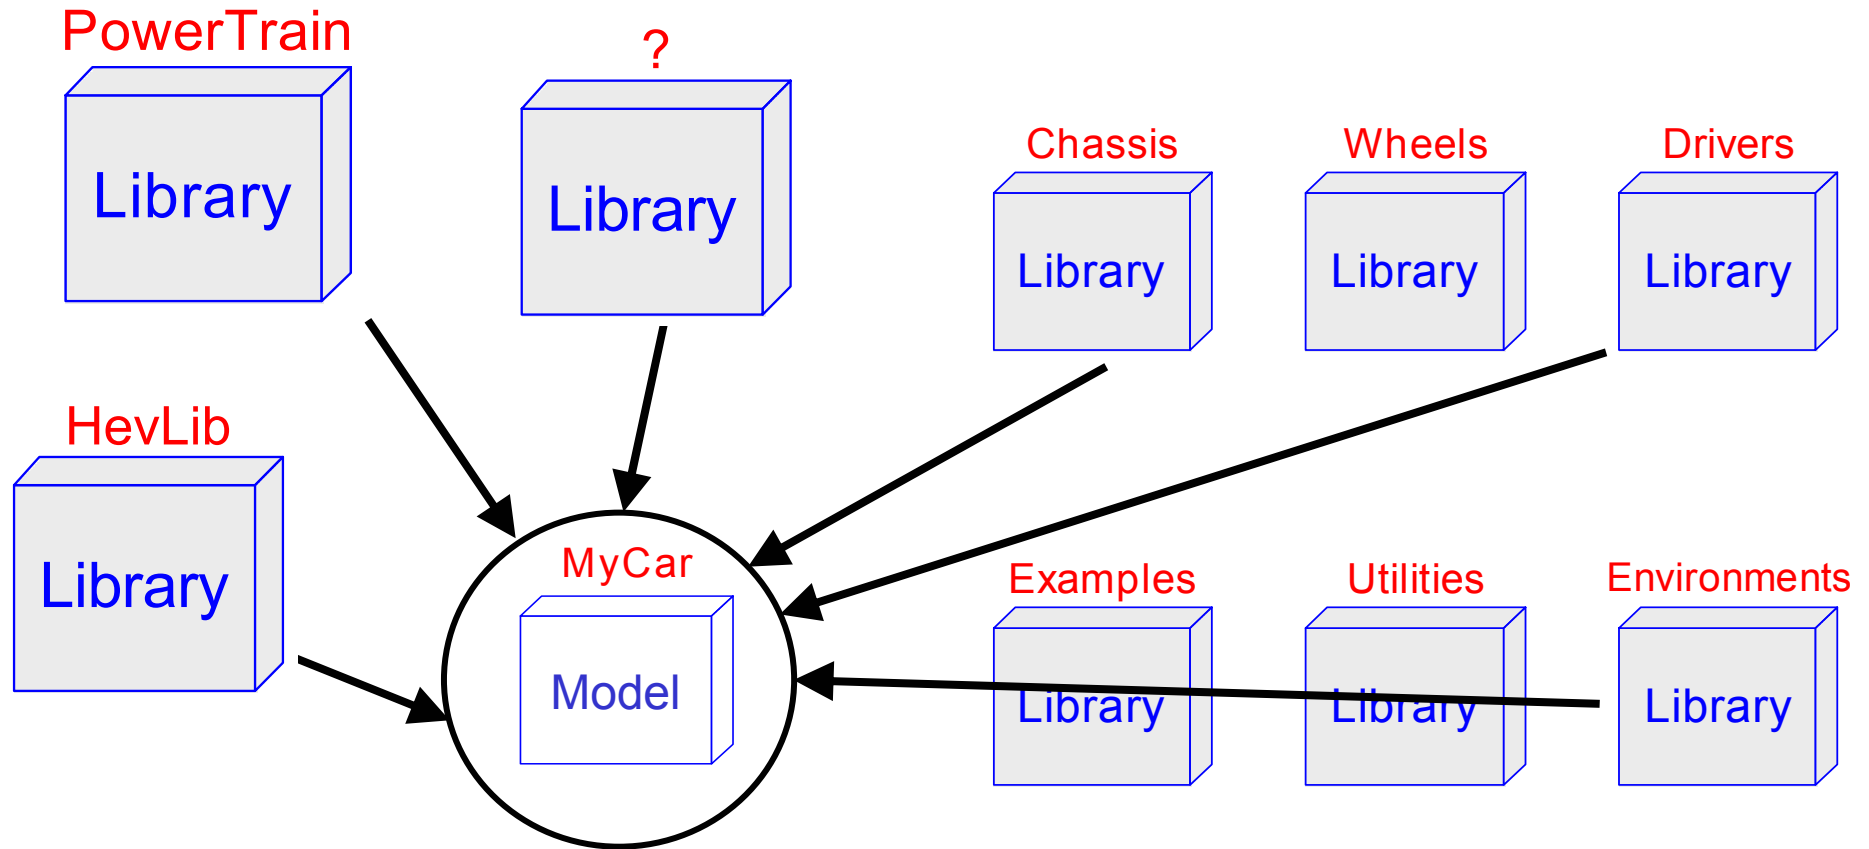 PowerTrain
Library
?
Library
Chassis
Library
Wheels
Library
Drivers
Library
HevLib
Library
MyCar
Model
Examples
Library
Utilities
Library
Environments
Library